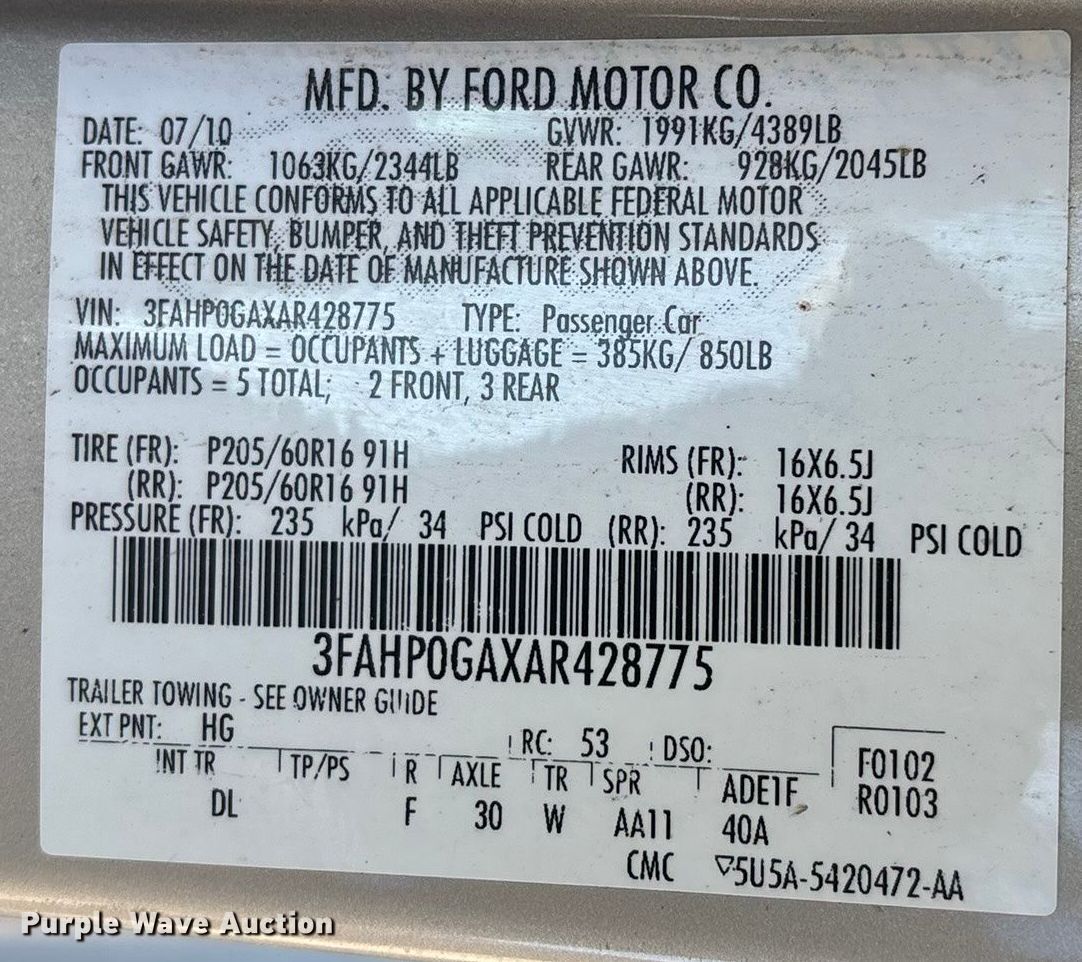 MFD. BY FORD MOTOR CO.
DATE: 07/10 GVWR: 1991KG/4389LB
FRONT GAWR: 1063KG/2344LB REAR GAWR: 928KG/2045LB
THIS VEHICLE CONFORMS TO ALL APPLICABLE FEDERAL MOTOR
VEHICLE SAFETY, BUMPER, AND THEFT PREVENTION STANDARDS
IN EFFECT ON THE DATE OF MANUFACTURE SHOWN ABOVE.
VIN: 3FAHP0GAXAR428775 TYPE: Passenger Car
MAXIMUM LOAD = OCCUPANTS + LUGGAGE = 385KG/ 850LB
OCCUPANTS = 5 TOTAL; 2 FRONT, 3 REAR
TIRE (FR): P205/60R16 91H RIMS (FR): 16X6.5J
(RR): P205/60R16 91H (RR): 16X6.5J
PRESSURE (FR): 235 kPa/ 34 PSI COLD (RR): 235 kPa/ 34 PSI COLD
3FAHP0GAXAR428775
TRAILER TOWING - SEE OWNER GUIDE
EXT PNT: HG RC: 53 DSO: F0102
INT TR TP/PS R AXLE TR SPR ADE1F R0103
DL F 30 W AA11 40A
CMC ▽5U5A-5420472-AA
Purple Wave Auction